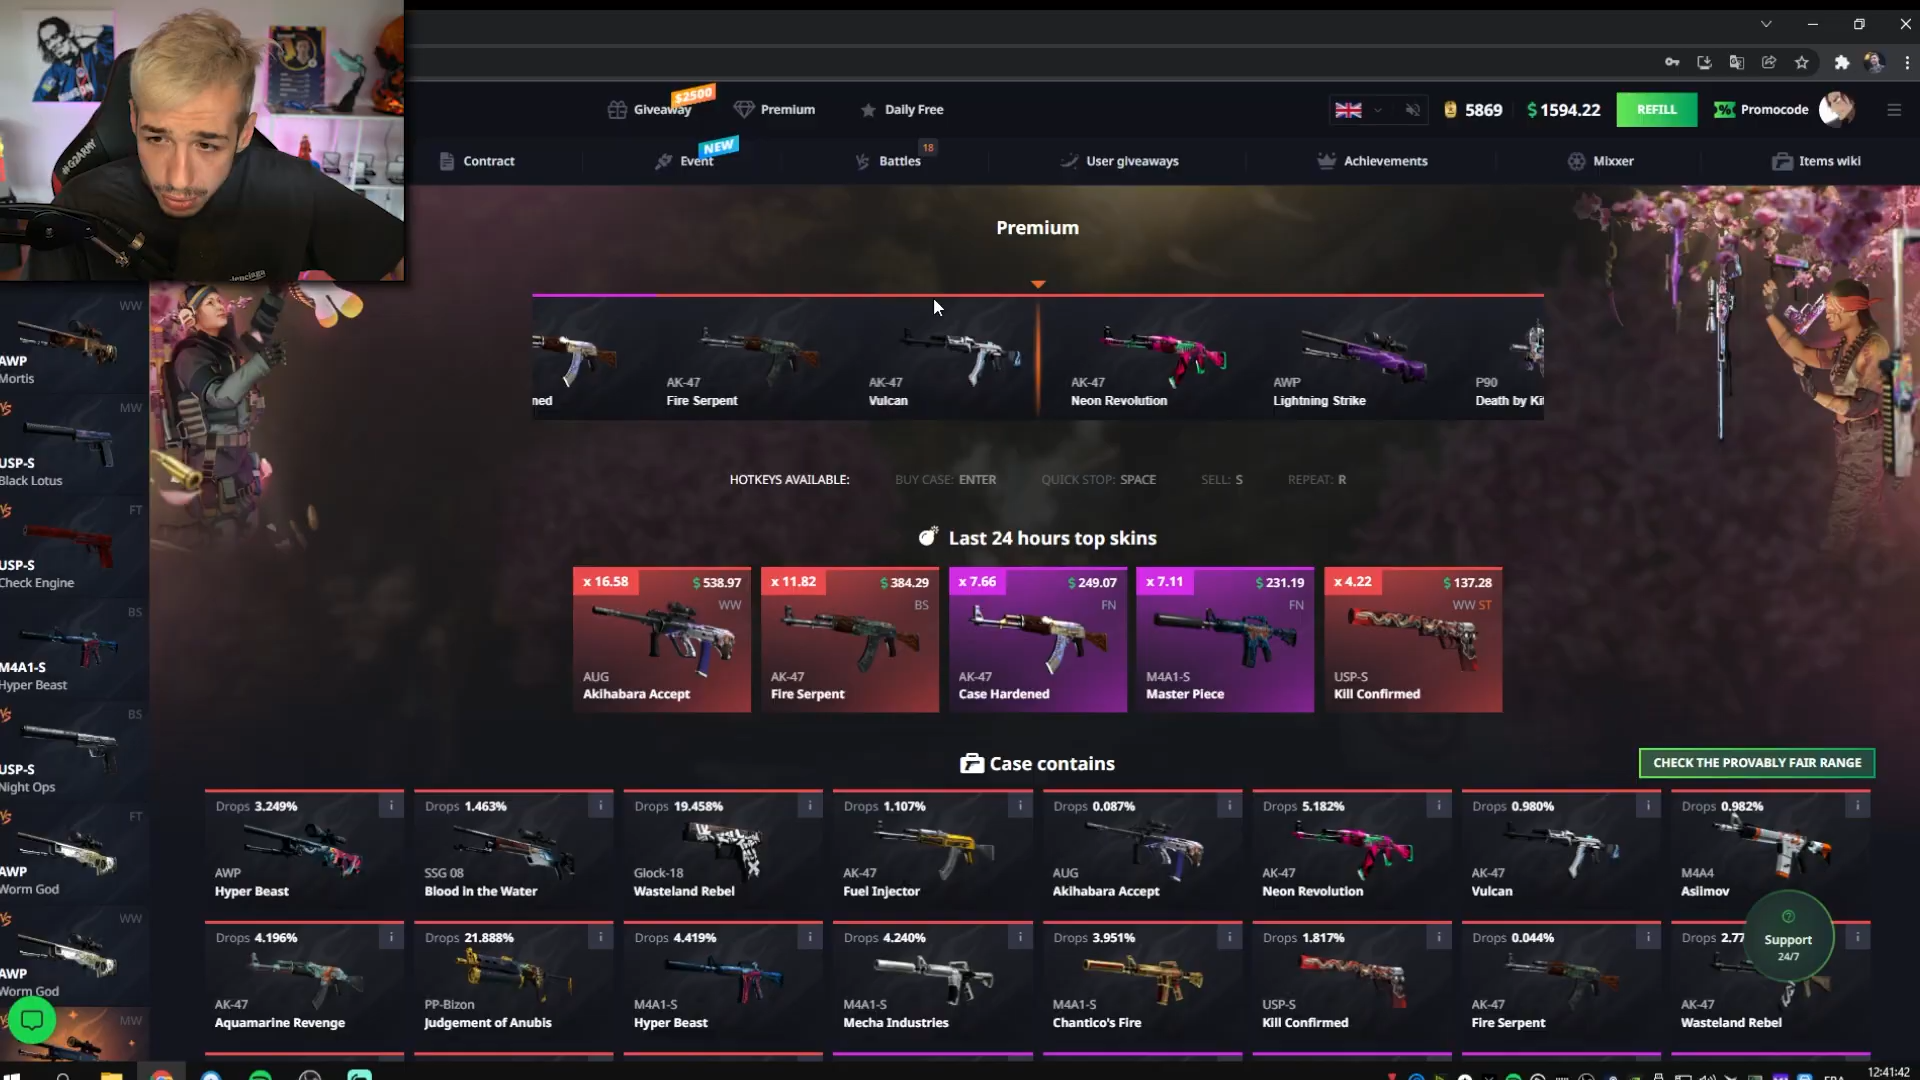 Giveaway
$2500
Premium
Daily Free
5869
$ 1594.22
REFILL
Promocode
Contract
Event
NEW
Battles
18
User giveaways
Achievements
Mixxer
Items wiki
#G2ARMY
Premium
ned
AK-47
Fire Serpent
AK-47
Vulcan
AK-47
Neon Revolution
AWP
Lightning Strike
P90
Death by Kit
HOTKEYS AVAILABLE:
BUY CASE: ENTER
QUICK STOP: SPACE
SELL: S
REPEAT: R
WW
AWP
Mortis
MW
USP-S
Black Lotus
FT
USP-S
Check Engine
BS
M4A1-S
Hyper Beast
BS
USP-S
Night Ops
FT
AWP
Worm God
WW
AWP
Worm God
MW
Last 24 hours top skins
x 16.58
$ 538.97
WW
AUG
Akihabara Accept
x 11.82
$ 384.29
BS
AK-47
Fire Serpent
x 7.66
$ 249.07
FN
AK-47
Case Hardened
x 7.11
$ 231.19
FN
M4A1-S
Master Piece
x 4.22
$ 137.28
WW ST
USP-S
Kill Confirmed
Case contains
CHECK THE PROVABLY FAIR RANGE
Drops 3.249%
AWP
Hyper Beast
Drops 1.463%
SSG 08
Blood in the Water
Drops 19.458%
Glock-18
Wasteland Rebel
Drops 1.107%
AK-47
Fuel Injector
Drops 0.087%
AUG
Akihabara Accept
Drops 5.182%
AK-47
Neon Revolution
Drops 0.980%
AK-47
Vulcan
Drops 0.982%
M4A4
Asiimov
Drops 4.196%
AK-47
Aquamarine Revenge
Drops 21.888%
PP-Bizon
Judgement of Anubis
Drops 4.419%
M4A1-S
Hyper Beast
Drops 4.240%
M4A1-S
Mecha Industries
Drops 3.951%
M4A1-S
Chantico's Fire
Drops 1.817%
USP-S
Kill Confirmed
Drops 0.044%
AK-47
Fire Serpent
Drops 2.77
AK-47
Wasteland Rebel
Support
24/7
FRA
12:41:42